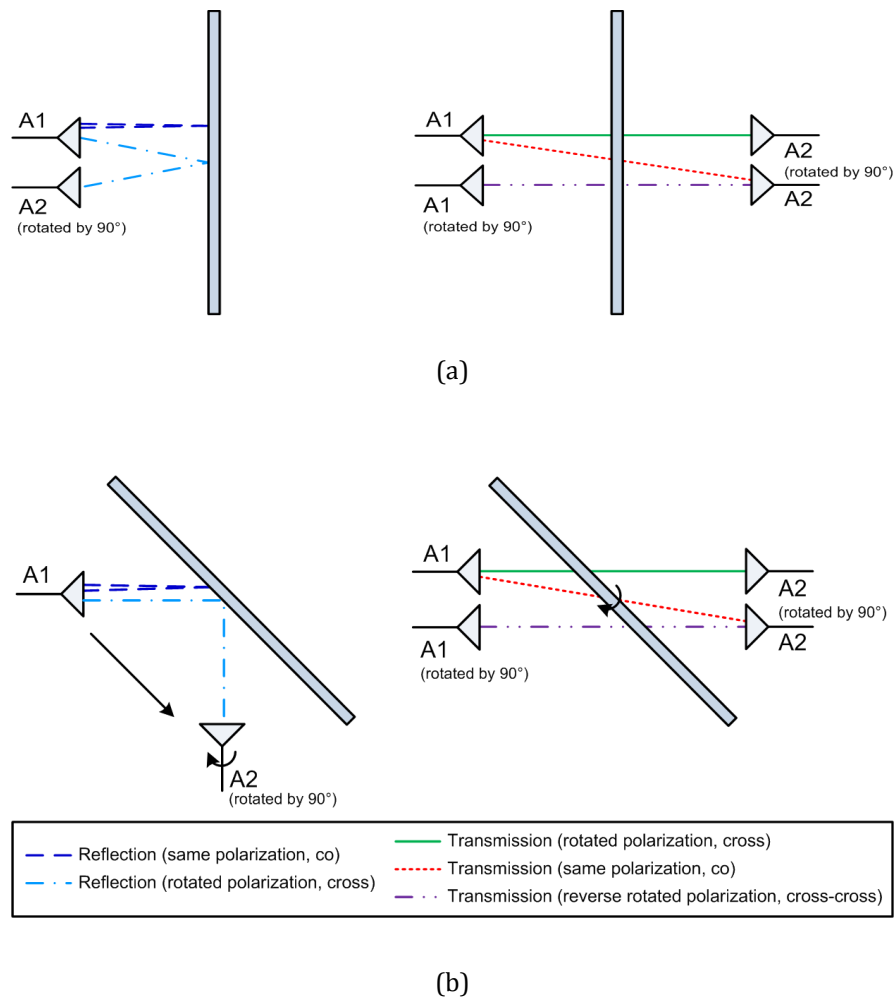 A1
A2
(rotated by 90°)
A1
A1
(rotated by 90°)
A2
(rotated by 90°)
A2
(a)
A1
A2
(rotated by 90°)
A1
A1
(rotated by 90°)
A2
(rotated by 90°)
A2
Reflection (same polarization, co)
Reflection (rotated polarization, cross)
Transmission (rotated polarization, cross)
Transmission (same polarization, co)
Transmission (reverse rotated polarization, cross-cross)
(b)